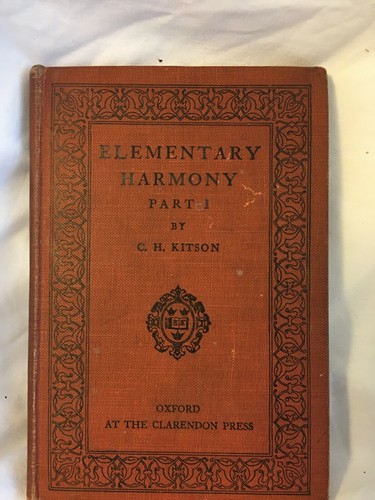 ELEMENTARY
HARMONY
PART I
BY
C. H. KITSON
OXFORD
AT THE CLARENDON PRESS